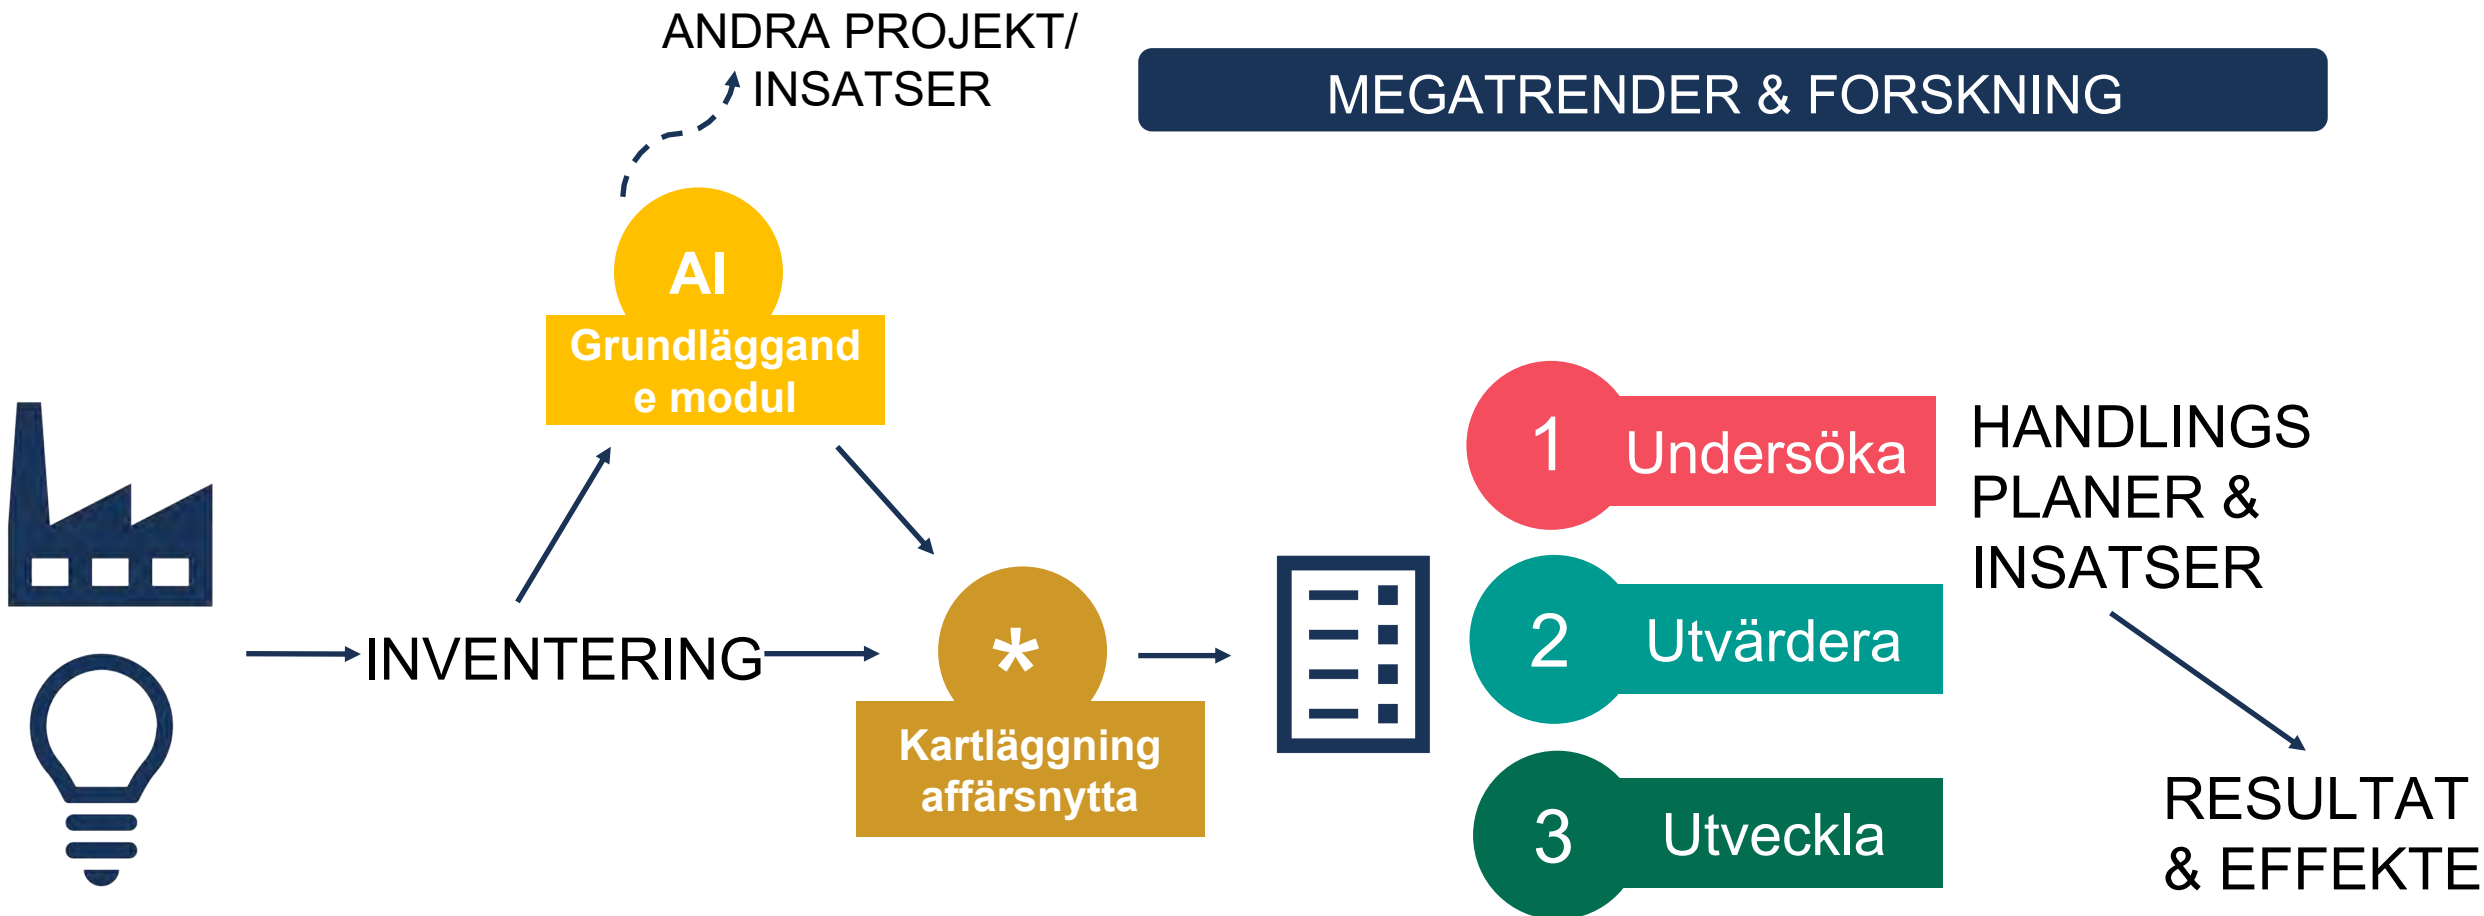 ANDRA PROJEKT/
INSATSER
MEGATRENDER & FORSKNING
AI
Grundläggand
e modul
INVENTERING
*
Kartläggning
affärsnytta
1 Undersöka
2 Utvärdera
3 Utveckla
HANDLINGS
PLANER &
INSATSER
RESULTAT
& EFFEKTE